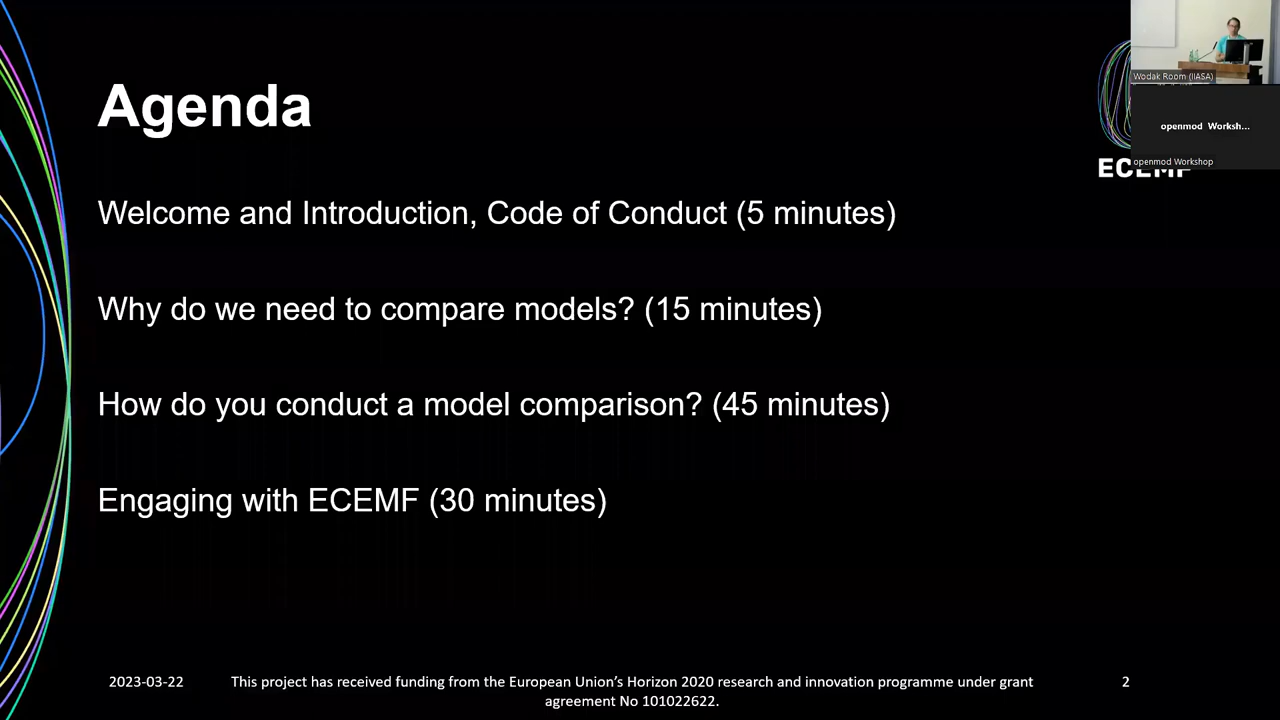 Agenda
Wodak Room (IIASA)
openmod Worksh...
openmod Workshop
ECEMF
Welcome and Introduction, Code of Conduct (5 minutes)
Why do we need to compare models? (15 minutes)
How do you conduct a model comparison? (45 minutes)
Engaging with ECEMF (30 minutes)
2023-03-22
This project has received funding from the European Union’s Horizon 2020 research and innovation programme under grant
agreement No 101022622.
2